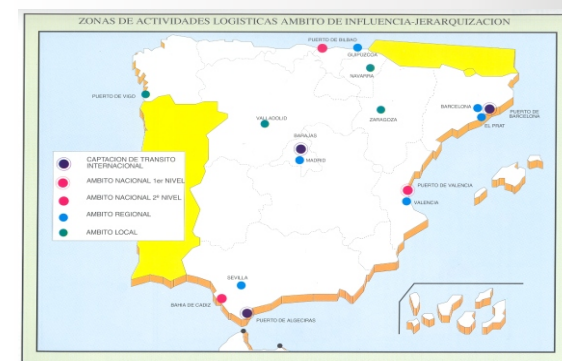 ZONAS DE ACTIVIDADES LOGISTICAS AMBITO DE INFLUENCIA-JERARQUIZACION
PUERTO DE BILBAO
GUIPUZCOA
NAVARRA
PUERTO DE VIGO
VALLADOLID
ZARAGOZA
BARCELONA
PUERTO DE
BARCELONA
EL PRAT
BARAJAS
MADRID
CAPTACION DE TRANSITO
INTERNACIONAL
AMBITO NACIONAL 1er NIVEL
AMBITO NACIONAL 2º NIVEL
AMBITO REGIONAL
AMBITO LOCAL
PUERTO DE VALENCIA
VALENCIA
SEVILLA
BAHIA DE CADIZ
PUERTO DE ALGECIRAS